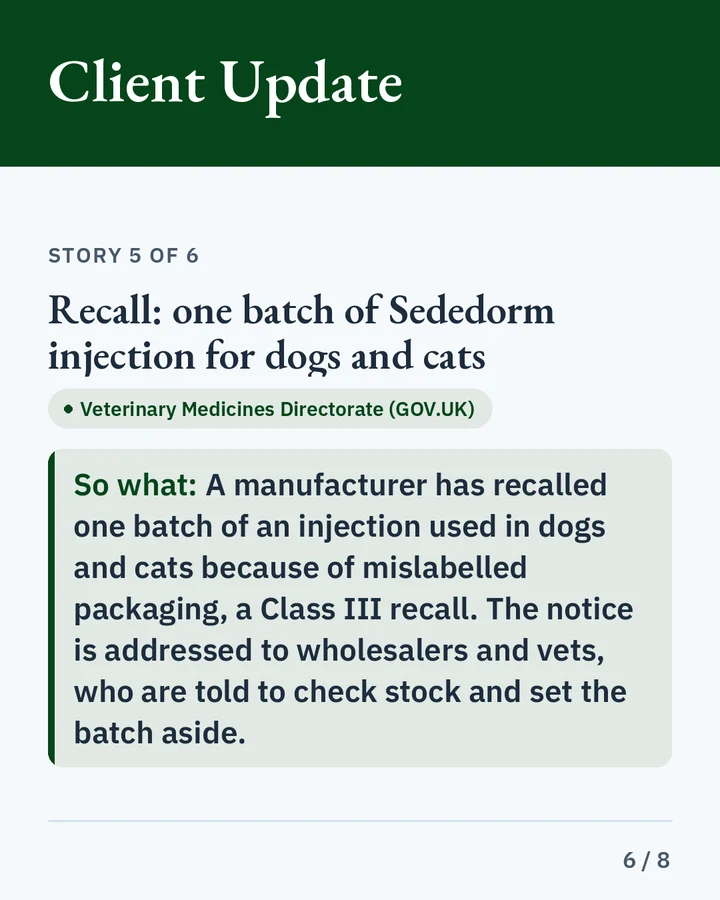 Client Update
STORY 5 OF 6
Recall: one batch of Sededorm
injection for dogs and cats
• Veterinary Medicines Directorate (GOV.UK)
So what: A manufacturer has recalled
one batch of an injection used in dogs
and cats because of mislabelled
packaging, a Class III recall. The notice
is addressed to wholesalers and vets,
who are told to check stock and set the
batch aside.
6 / 8